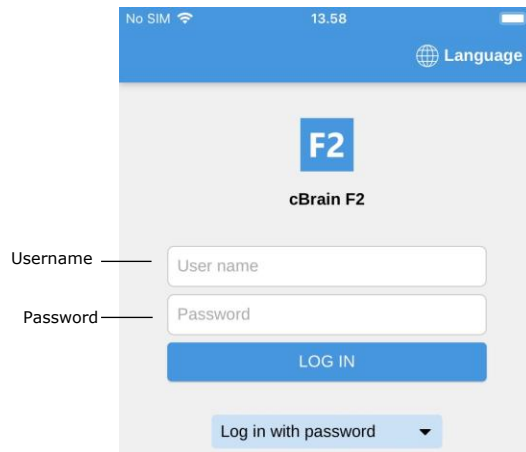 No SIM 13.58
Language
F2
cBrain F2
Username
User name
Password
Password
LOG IN
Log in with password